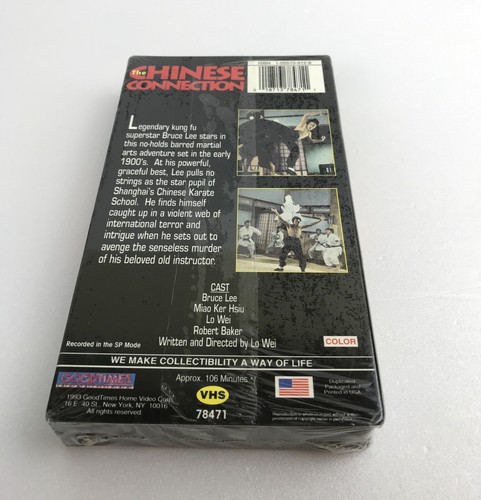 The CHINESE
CONNECTION
Legendary kung fu
superstar Bruce Lee stars in
this no-holds barred martial
arts adventure set in the early
1900's. At his powerful,
graceful best, Lee pulls no
strings as the star pupil of
Shanghai's Chinese Karate
School. He finds himself
caught up in a violent web of
international terror and
intrigue when he sets out to
avenge the senseless murder
of his beloved old instructor.
CAST
Bruce Lee
Miao Ker Hsiu
Lo Wei
Robert Baker
Written and Directed by Lo Wei
Recorded in the SP Mode
COLOR
WE MAKE COLLECTIBILITY A WAY OF LIFE
GOODTIMES
1993 GoodTimes Home Video Corp.
16 E. 40 St., New York, NY, 10016
All rights reserved.
Approx. 106 Minutes
VHS
78471
Duplicated,
Packaged and
Printed in USA